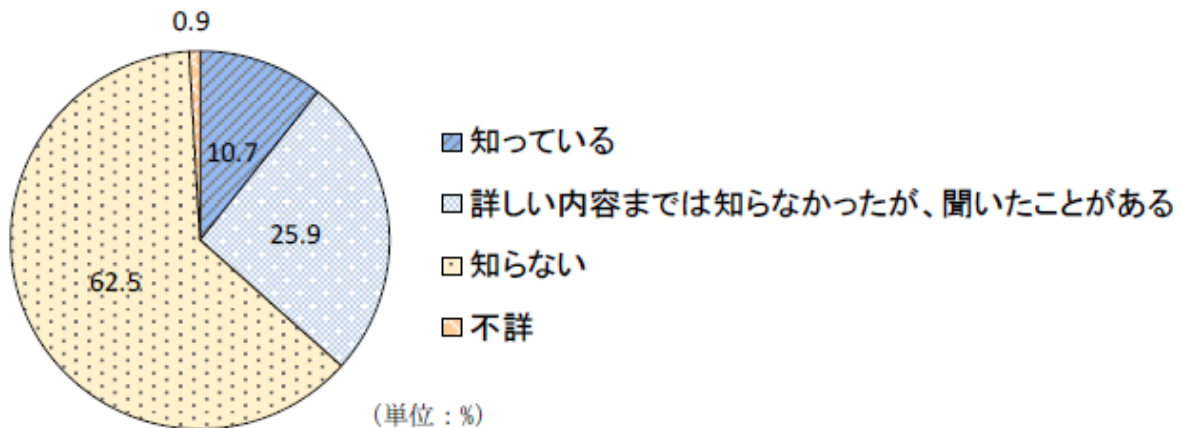 0.9
10.7
25.9
62.5
知っている
詳しい内容までは知らなかったが、聞いたことがある
知らない
不詳
(単位：%)